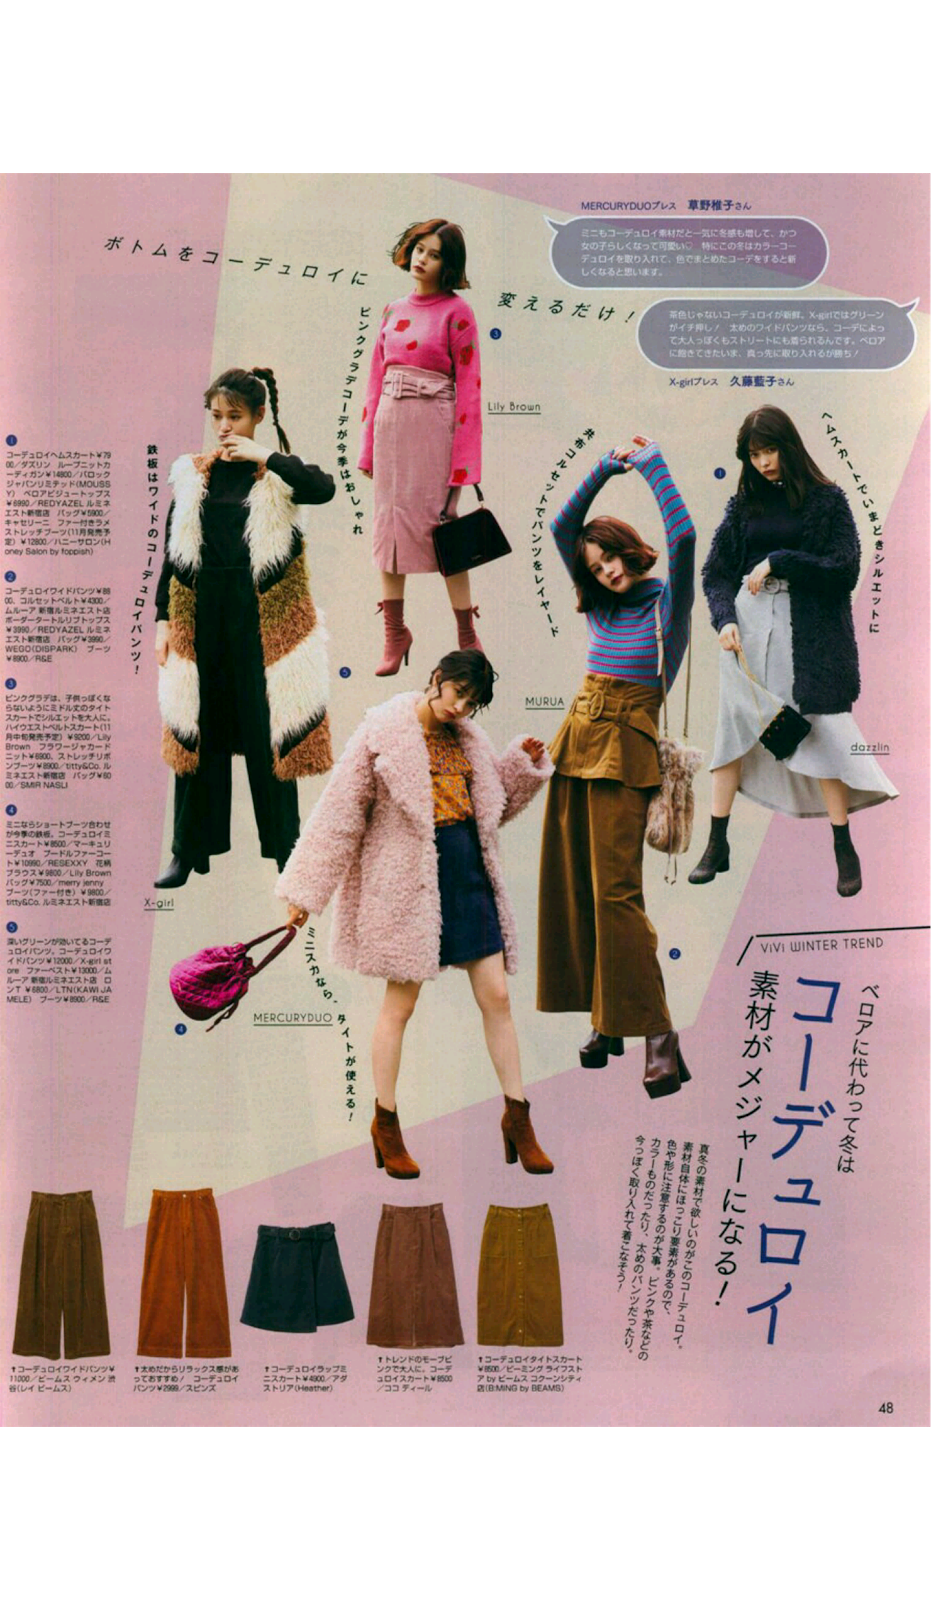 MERCURYDUOプレス 草野稚子さん
ミニもコーデュロイ素材だと一気に冬感も増して、かつ
女の子らしくなって可愛い♡ 特にこの冬はカラーコー
デュロイを取り入れて、色でまとめたコーデをすると新
しくなると思います。
茶色じゃないコーデュロイが新鮮。X-girlではグリーン
がイチ押し! 太めのワイドパンツなら、コーデによっ
て大人っぽくもストリートにも着られるんです。ベロア
に飽きてきたいま、真っ先に取り入れるが勝ち!
X-girlプレス 久藤藍子さん
ボトムをコーデュロイに
変えるだけ!
ピンクグラデコーデが今季はおしゃれ
3
Lily Brown
鉄板はワイドのコーデュロイパンツ!
5
X-girl
共布コルセットでパンツをレイヤード
MURUA
2
ヘムスカートでいまどきシルエットに
1
dazzlin
ミニスカなら、タイトが使える!
MERCURYDUO
4
1
コーデュロイヘムスカート¥79
00/ダズリン ループニットカ
ーディガン¥14800/バロック
ジャパンリミテッド(MOUSS
Y) ベロアビジュートップス
¥6990/REDYAZEL ルミネ
エスト新宿店 バッグ¥5900/
キャセリーニ ファー付きラメ
ストレッチブーツ(11月発売予
定)¥12800/ハニーサロン(H
oney Salon by foppish)
2
コーデュロイワイドパンツ¥88
00、コルセットベルト¥4300/
ムルーア 新宿ルミネエスト店
ボーダータートルリブトップス
¥3990/REDYAZEL ルミネ
エスト新宿店 バッグ¥3990/
WEGO(DISPARK) ブーツ
¥8900/R&E
3
ピンクグラデは、子供っぽくな
らないようにミドル丈のタイト
スカートでシルエットを大人に。
ハイウエストベルトスカート(11
月中旬発売予定)¥9200/Lily
Brown フラワージャカード
ニット¥8900、ストレッチリボ
ンブーツ¥8900/titty&Co. ル
ミネエスト新宿店 バッグ¥60
00/SMIR NASLI
4
ミニならショートブーツ合わせ
が今季の鉄板。コーデュロイミ
ニスカート¥8500/マーキュリ
ーデュオ プードルファーコー
ト¥10990/RESEXXY 花柄
ブラウス¥9800/Lily Brown
バッグ¥7500/merry jenny
ブーツ(ファー付き)¥9800/
titty&Co. ルミネエスト新宿店
5
深いグリーンが効いてるコーデ
ュロイパンツ。コーデュロイワ
イドパンツ¥12000/X-girl st
ore ファーベスト¥13000/ム
ルーア 新宿ルミネエスト店 ロ
ンT ¥6800/LTN(KAWI JA
MELE) ブーツ¥8900/R&E
ViVi WINTER TREND
ベロアに代わって冬は
コーデュロイ
素材がメジャーになる!
真冬の素材で欲しいのがこのコーデュロイ。
素材自体にほっこり要素があるので、
色や形に注意するのが大事。ピンクや茶などの
カラーものだったり、太めのパンツだったり。
今っぽく取り入れて着こなそう!
↑コーデュロイワイドパンツ¥
11000/ビームス ウィメン 渋
谷(レイ ビームス)
↑太めだからリラックス感があ
っておすすめ! コーデュロイ
パンツ¥2999/スピンズ
↑コーデュロイラップミ
ニスカート¥4900/アダ
ストリア(Heather)
↑トレンドのモーブピ
ンクで大人に。コーデ
ュロイスカート¥8500
/ココ ディール
↑コーデュロイタイトスカート
¥8500/ビーミング ライフスト
ア by ビームス コクーンシティ
店(B:MING by BEAMS)
48